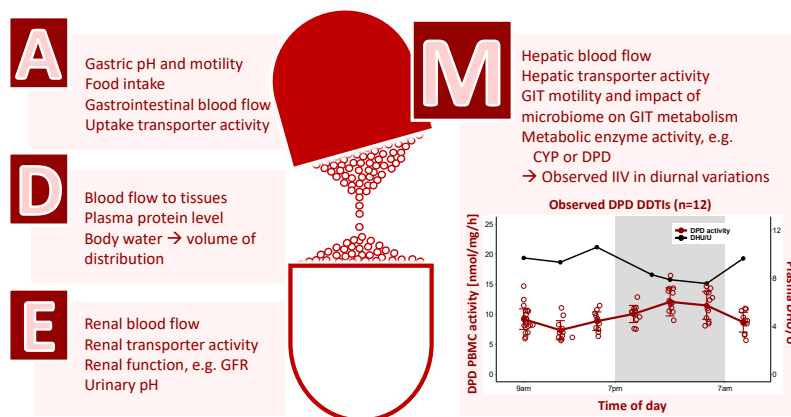 A
Gastric pH and motility
Food intake
Gastrointestinal blood flow
Uptake transporter activity
D
Blood flow to tissues
Plasma protein level
Body water → volume of
distribution
E
Renal blood flow
Renal transporter activity
Renal function, e.g. GFR
Urinary pH
M
Hepatic blood flow
Hepatic transporter activity
GIT motility and impact of
microbiome on GIT metabolism
Metabolic enzyme activity, e.g.
CYP or DPD
→ Observed IIV in diurnal variations
Observed DPD DDTIs (n=12)
DPD activity
DHU/U
DPD PBMC activity [nmol/mg/h]
25
20
15
10
5
0
12
8
4
0
Plasma DHU/U
9am
7pm
7am
Time of day